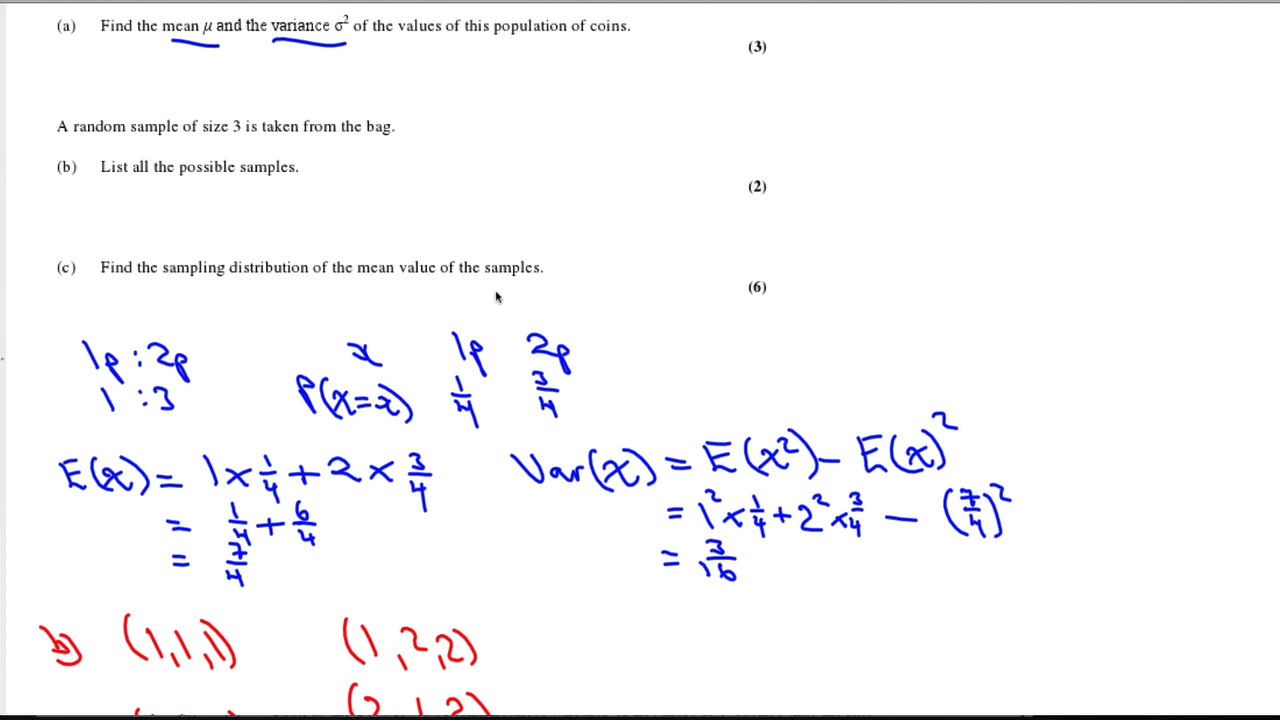 (a) Find the mean μ and the variance σ² of the values of this population of coins.
(3)
A random sample of size 3 is taken from the bag.
(b) List all the possible samples.
(2)
(c) Find the sampling distribution of the mean value of the samples.
(6)
1p : 2p
1 : 3
x 1p 2p
P(X=x) 1/4 3/4
E(x) = 1 × 1/4 + 2 × 3/4
= 1/4 + 6/4
= 7/4
Var(x) = E(x²) − E(x)²
= 1² × 1/4 + 2² × 3/4 − (7/4)²
= 3/16
b) (1,1,1) (1,2,2)
(2,1,2)